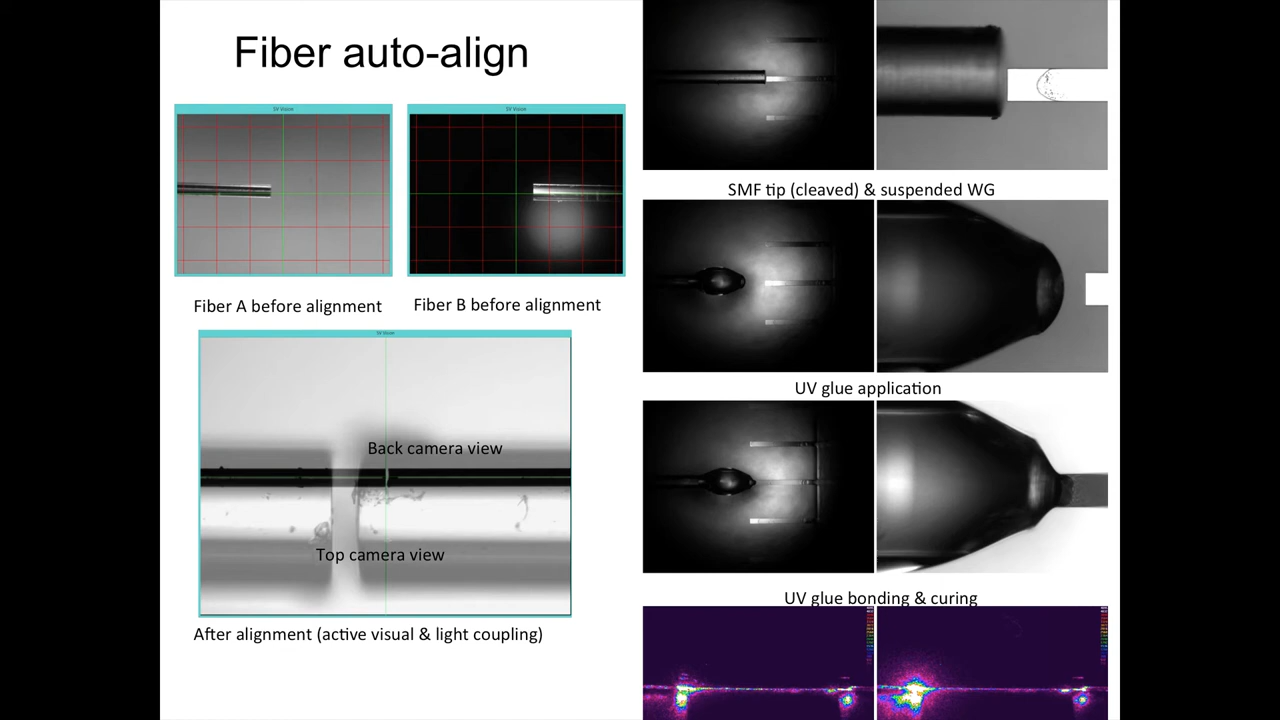 Fiber auto-align
Fiber A before alignment
Fiber B before alignment
Back camera view
Top camera view
After alignment (active visual & light coupling)
SMF tip (cleaved) & suspended WG
UV glue application
UV glue bonding & curing